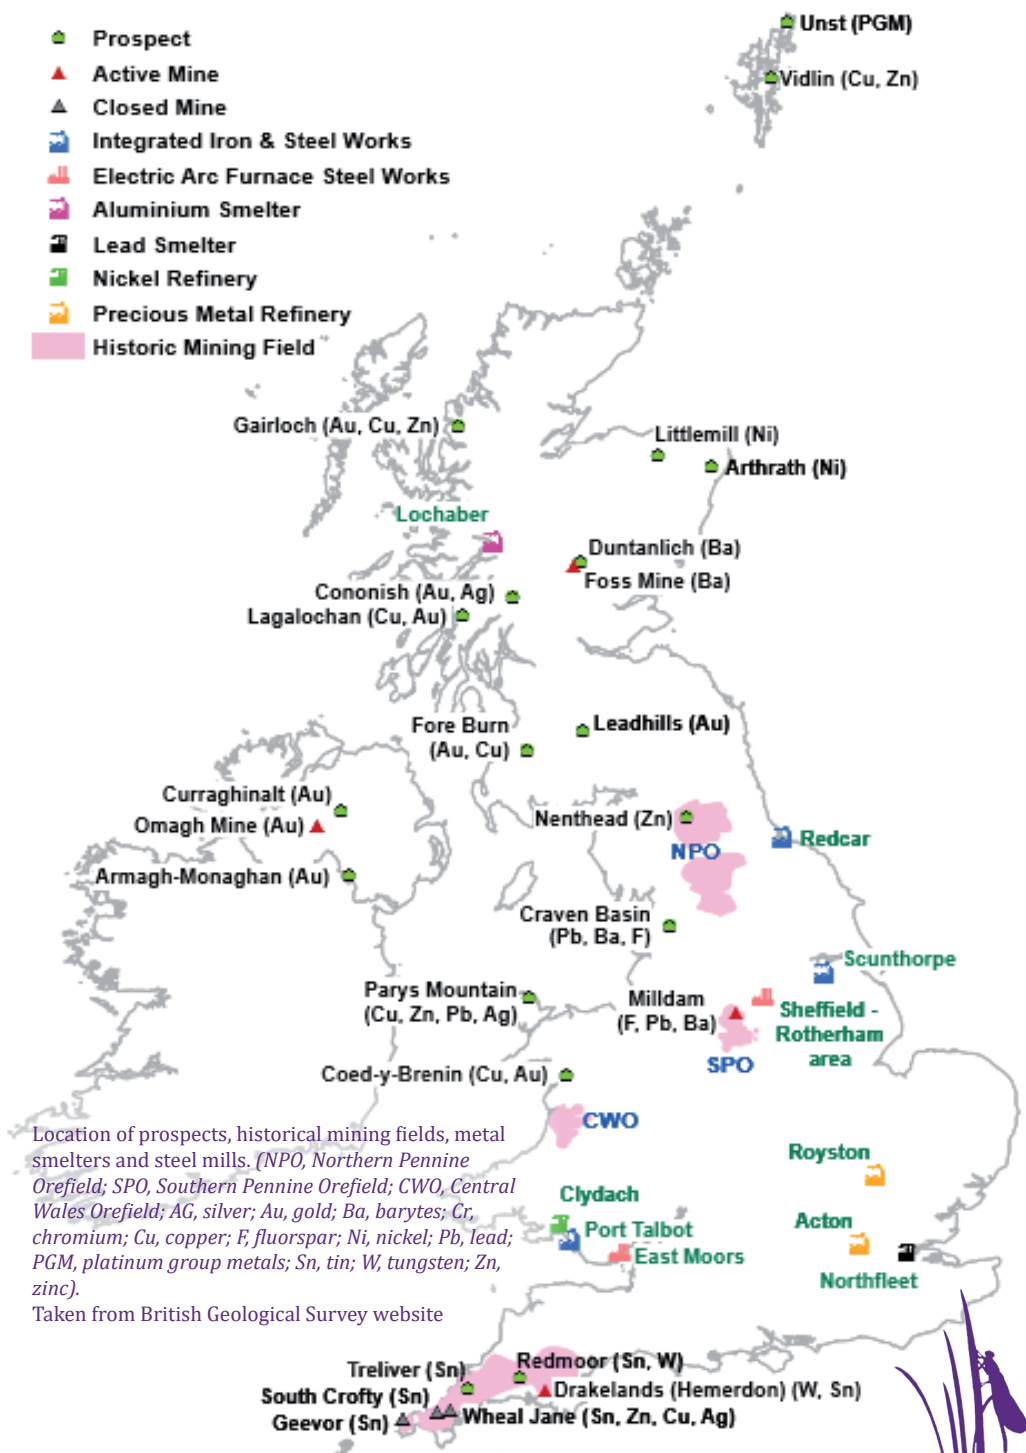 Prospect
Active Mine
Closed Mine
Integrated Iron & Steel Works
Electric Arc Furnace Steel Works
Aluminium Smelter
Lead Smelter
Nickel Refinery
Precious Metal Refinery
Historic Mining Field
Unst (PGM)
Vidlin (Cu, Zn)
Gairloch (Au, Cu, Zn)
Littlemill (Ni)
Arthrath (Ni)
Lochaber
Duntanlich (Ba)
Foss Mine (Ba)
Cononish (Au, Ag)
Lagalochan (Cu, Au)
Fore Burn
(Au, Cu)
Leadhills (Au)
Curraghinalt (Au)
Omagh Mine (Au)
Armagh-Monaghan (Au)
Nenthead (Zn)
NPO
Redcar
Craven Basin
(Pb, Ba, F)
Scunthorpe
Parys Mountain
(Cu, Zn, Pb, Ag)
Milldam
(F, Pb, Ba)
Sheffield -
Rotherham
area
SPO
Coed-y-Brenin (Cu, Au)
CWO
Location of prospects, historical mining fields, metal
smelters and steel mills. (NPO, Northern Pennine
Orefield; SPO, Southern Pennine Orefield; CWO, Central
Wales Orefield; AG, silver; Au, gold; Ba, barytes; Cr,
chromium; Cu, copper; F, fluorspar; Ni, nickel; Pb, lead;
PGM, platinum group metals; Sn, tin; W, tungsten; Zn,
zinc).
Taken from British Geological Survey website
Royston
Clydach
Port Talbot
East Moors
Acton
Northfleet
Treliver (Sn)
Redmoor (Sn, W)
South Crofty (Sn)
Drakelands (Hemerdon) (W, Sn)
Geevor (Sn)
Wheal Jane (Sn, Zn, Cu, Ag)